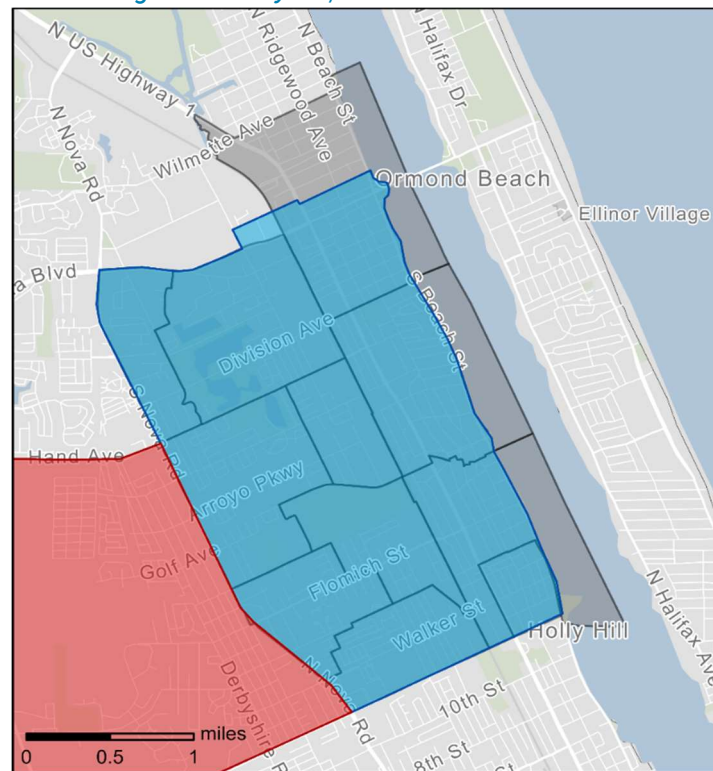 N US Highway 1
N Nova Rd
Wilmette Ave
N Ridgewood Ave
N Beach St
N Halifax Dr
Ormond Beach
Ellinor Village
a Blvd
Division Ave
S Beach St
S Nova Rd
Hand Ave
Arroyo Pkwy
Golf Ave
Flomich St
Walker St
Holly Hill
N Halifax Ave
Derbyshire R
N Nova Rd
10th St
8th St
miles
0 0.5 1